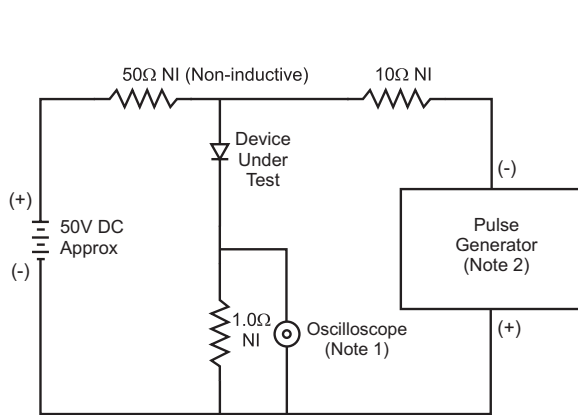 50Ω NI (Non-inductive)
10Ω NI
Device
Under
Test
(-)
(+)
50V DC
Approx
(-)
Pulse
Generator
(Note 2)
1.0Ω
NI
Oscilloscope
(Note 1)
(+)